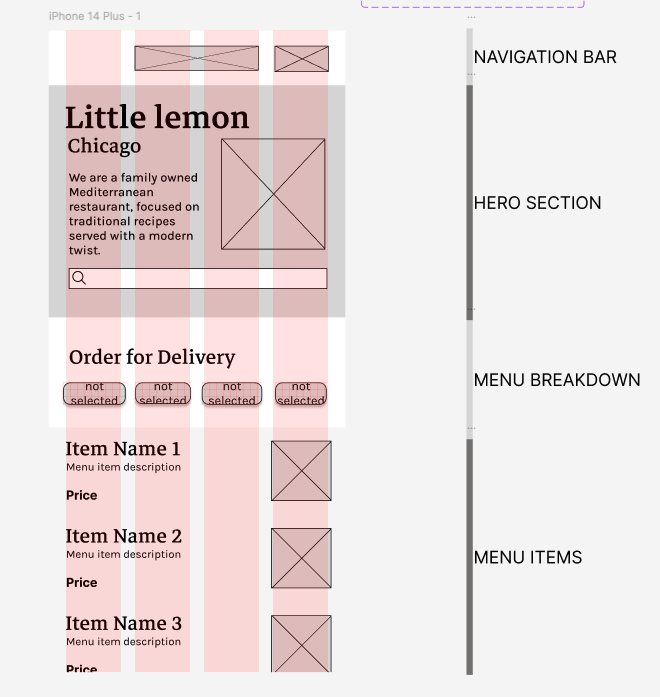 iPhone 14 Plus - 1
NAVIGATION BAR
Little lemon
Chicago
We are a family owned
Mediterranean
restaurant, focused on
traditional recipes
served with a modern
twist.
HERO SECTION
Order for Delivery
not
selected
not
selected
not
selected
not
selected
MENU BREAKDOWN
Item Name 1
Menu item description
Price
Item Name 2
Menu item description
Price
MENU ITEMS
Item Name 3
Menu item description
Price